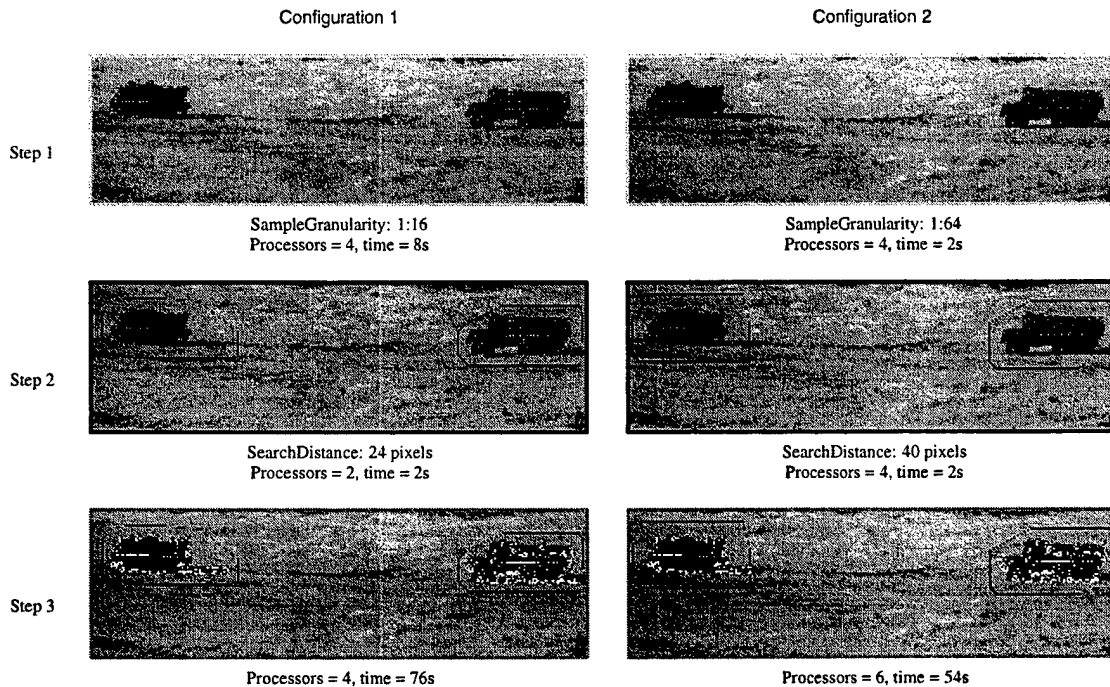 Configuration 1
Configuration 2
Step 1
SampleGranularity: 1:16
Processors = 4, time = 8s
SampleGranularity: 1:64
Processors = 4, time = 2s
Step 2
SearchDistance: 24 pixels
Processors = 2, time = 2s
SearchDistance: 40 pixels
Processors = 4, time = 2s
Step 3
Processors = 4, time = 76s
Processors = 6, time = 54s